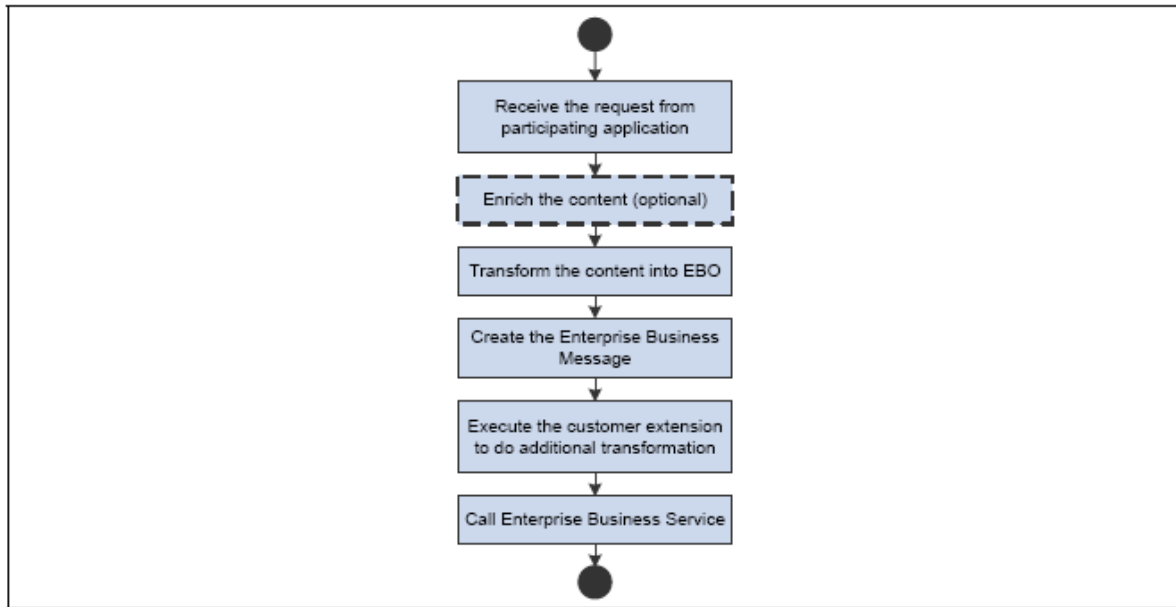 Receive the request from
participating application
Enrich the content (optional)
Transform the content into EBO
Create the Enterprise Business
Message
Execute the customer extension
to do additional transformation
Call Enterprise Business Service